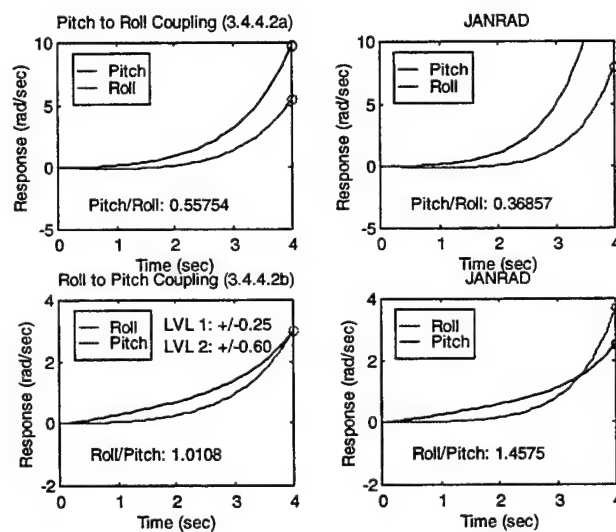 Pitch to Roll Coupling (3.4.4.2a)
10
5
0
-5
Response (rad/sec)
Pitch
Roll
Pitch/Roll: 0.55754
0 1 2 3 4
Time (sec)
JANRAD
10
5
0
-5
Response (rad/sec)
Pitch
Roll
Pitch/Roll: 0.36857
0 1 2 3 4
Time (sec)
Roll to Pitch Coupling (3.4.4.2b)
4
2
0
-2
Response (rad/sec)
Roll
Pitch
LVL 1: +/-0.25
LVL 2: +/-0.60
Roll/Pitch: 1.0108
0 1 2 3 4
Time (sec)
JANRAD
4
2
0
-2
Response (rad/sec)
Roll
Pitch
Roll/Pitch: 1.4575
0 1 2 3 4
Time (sec)